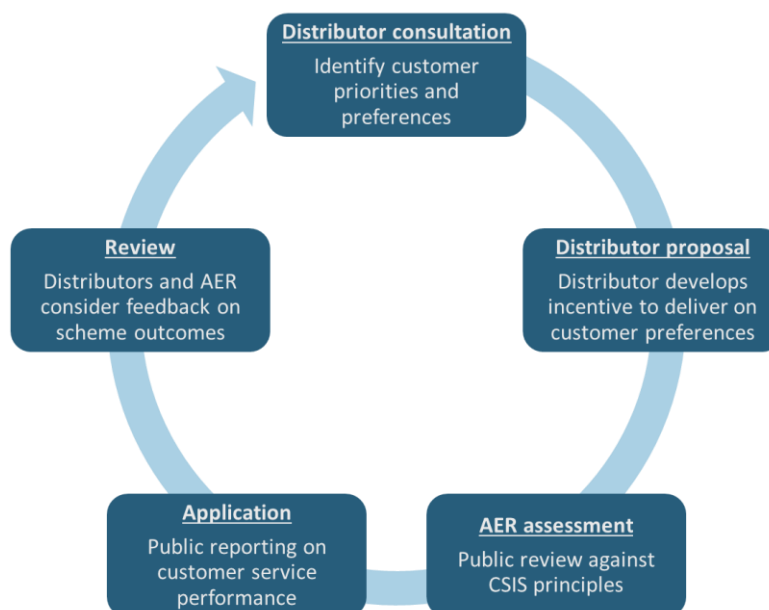 Distributor consultation
Identify customer
priorities and
preferences
Distributor proposal
Distributor develops
incentive to deliver on
customer preferences
AER assessment
Public review against
CSIS principles
Application
Public reporting on
customer service
performance
Review
Distributors and AER
consider feedback on
scheme outcomes